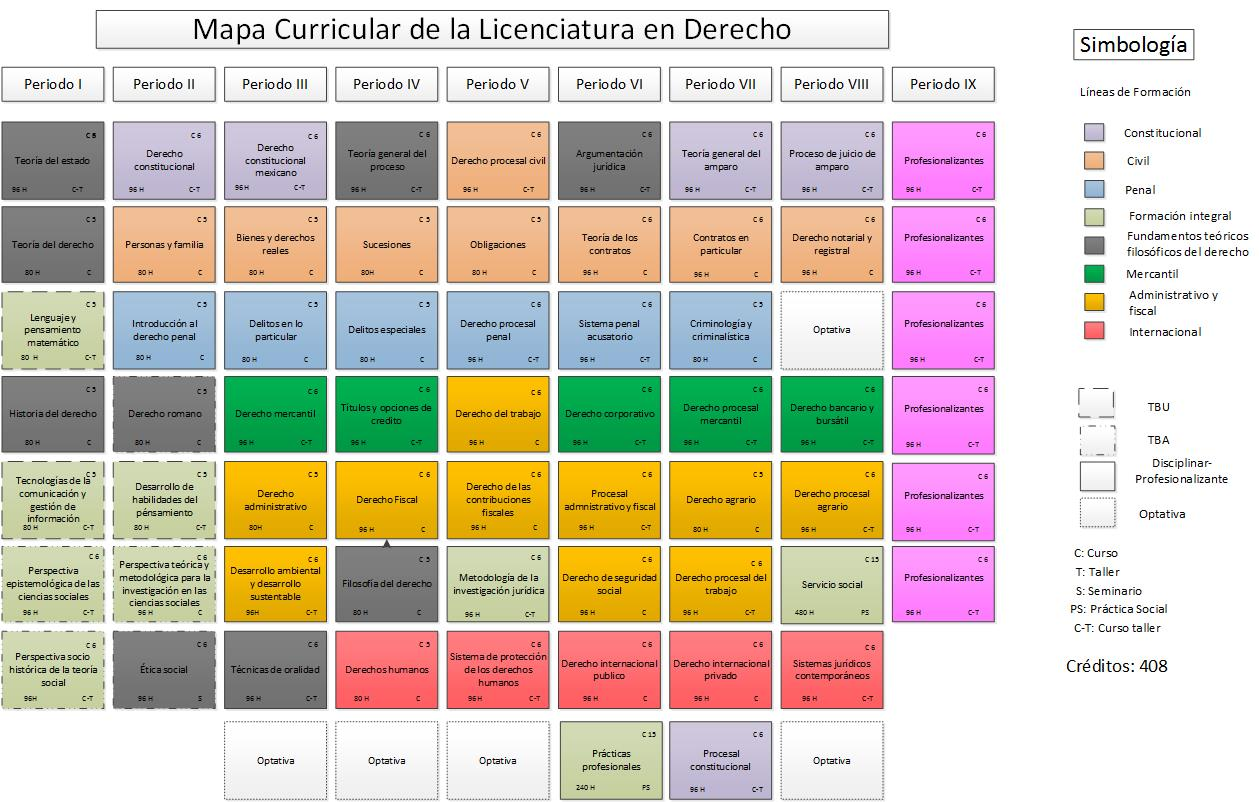 Mapa Curricular de la Licenciatura en Derecho
Simbología
Periodo I
Periodo II
Periodo III
Periodo IV
Periodo V
Periodo VI
Periodo VII
Periodo VIII
Periodo IX
Líneas de Formación
C 8
Teoría del estado
96 H C-T
C 6
Derecho
constitucional
96 H C-T
C 6
Derecho
constitucional
mexicano
96 H C-T
C 6
Teoría general del
proceso
96 H C-T
C 6
Derecho procesal civil
96 H C-T
C 6
Argumentación
jurídica
96 H C-T
C 6
Teoría general del
amparo
96 H C-T
C 6
Proceso de juicio de
amparo
96 H C-T
C 6
Profesionalizantes
96 H C-T
C 5
Teoría del derecho
80 H C
C 5
Personas y familia
80 H C
C 5
Bienes y derechos
reales
80 H C
C 5
Sucesiones
80H C
C 5
Obligaciones
80 H C
C 6
Teoría de los
contratos
96 H C
C 6
Contratos en
particular
96 H C
C 6
Derecho notarial y
registral
96 H C
C 6
Profesionalizantes
96 H C-T
C 5
Lenguaje y
pensamiento
matemático
80 H C-T
C 5
Introducción al
derecho penal
80 H C
C 5
Delitos en lo
particular
80 H C
C 5
Delitos especiales
80 H C
C 6
Derecho procesal
penal
96 H C-T
C 6
Sistema penal
acusatorio
96 H C-T
C 5
Criminología y
criminalística
80 H C
Optativa
C 6
Profesionalizantes
96 H C-T
C 5
Historia del derecho
80 H C
C 5
Derecho romano
80 H C
C 6
Derecho mercantil
96 H C-T
C 6
Títulos y opciones de
credito
96 H C-T
C 6
Derecho del trabajo
96 H C
C 6
Derecho corporativo
96 H C-T
C 6
Derecho procesal
mercantil
96 H C-T
C 6
Derecho bancario y
bursátil
96 H C-T
C 6
Profesionalizantes
96 H C-T
C 5
Tecnologías de la
comunicación y
gestión de
información
80 H C-T
C 5
Desarrollo de
habilidades del
pénsamiento
80 H C-T
C 5
Derecho
administrativo
80H C
C 6
Derecho Fiscal
96 H C
C 6
Derecho de las
contribuciones
fiscales
96 H C-T
C 6
Procesal
admnistrativo y fiscal
96 H C-T
C 5
Derecho agrario
80 H C
C 6
Derecho procesal
agrario
96 H C-T
C 6
Profesionalizantes
96 H C-T
C 6
Perspectiva
epistemológica de las
ciencias sociales
96 H C-T
C 6
Perspectiva teórica y
metodológica para la
investigación en las
ciencias sociales
96 H C
C 6
Desarrollo ambiental
y desarrollo
sustentable
96H C-T
C 5
Filosofía del derecho
80 H C
C 6
Metodología de la
investigación jurídica
96 H C-T
C 6
Derecho de seguridad
social
96 H C
C 6
Derecho procesal del
trabajo
96 H C-T
C 15
Servicio social
480 H PS
C 6
Profesionalizantes
96 H C-T
C 6
Perspectiva socio
histórica de la teoría
social
96H C-T
C 6
Ética social
96 H S
C 6
Técnicas de oralidad
96 H C-T
C 5
Derechos humanos
80 H C
C 6
Sistema de protección
de los derechos
humanos
96 H C-T
C 6
Derecho internacional
publico
96 H C
C 6
Derecho internacional
privado
96 H C
C 6
Sistemas jurídicos
contemporáneos
96 H C-T
Optativa
Optativa
Optativa
C 15
Prácticas
profesionales
240 H PS
C 6
Procesal
constitucional
96 H C-T
Optativa
Constitucional
Civil
Penal
Formación integral
Fundamentos teóricos
filosóficos del derecho
Mercantil
Administrativo y
fiscal
Internacional
TBU
TBA
Disciplinar-
Profesionalizante
Optativa
C: Curso
T: Taller
S: Seminario
PS: Práctica Social
C-T: Curso taller
Créditos: 408